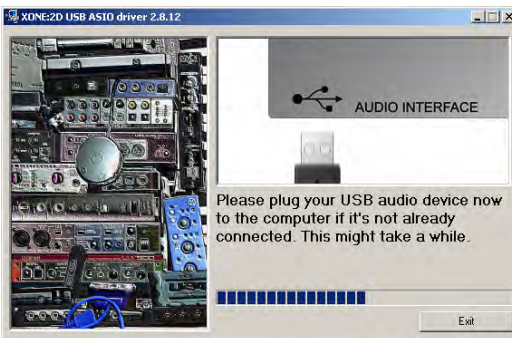 XONE:2D USB ASIO driver 2.8.12
AUDIO INTERFACE
Please plug your USB audio device now
to the computer if it's not already
connected. This might take a while.
Exit